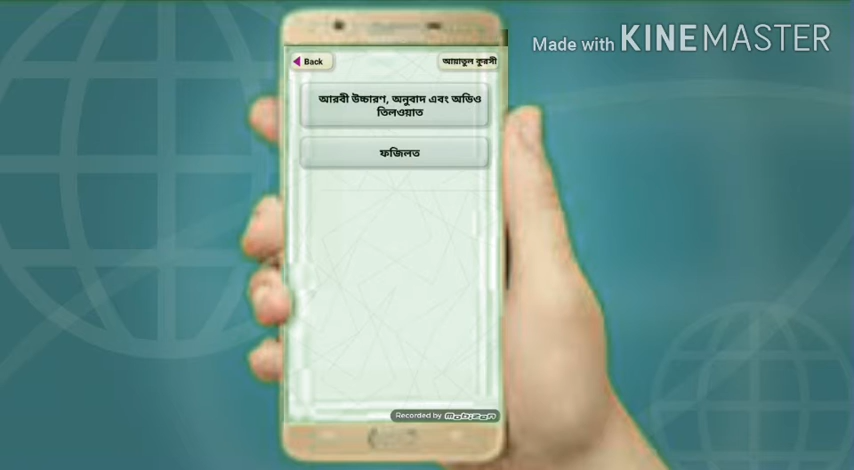 Made with KINEMASTER
Back
আয়াতুল কুরসী
আরবী উচ্চারণ, অনুবাদ এবং অডিও
তিলওয়াত
ফজিলত
Recorded by mobizen